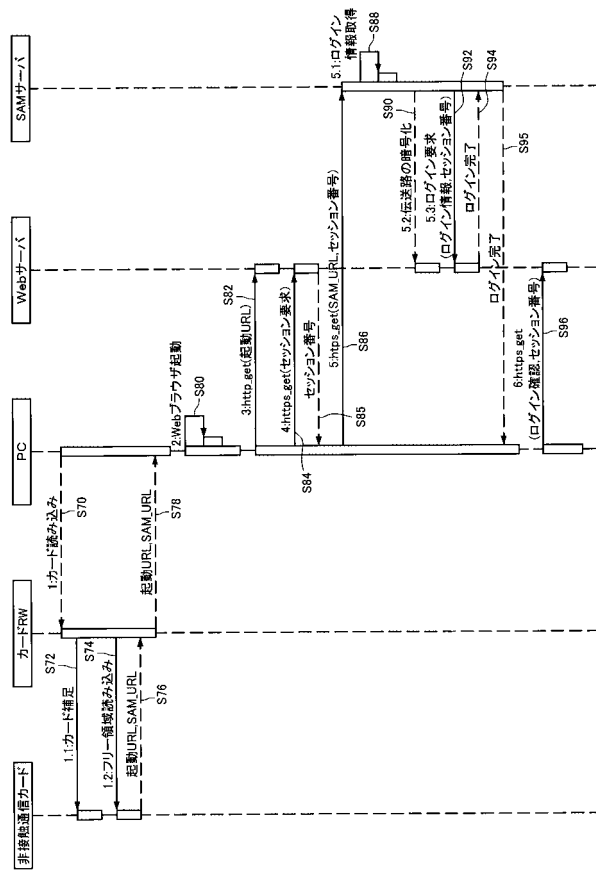 非接触通信カード
カードRW
PC
Webサーバ
SAMサーバ
1:カード読み込み
S70
1.1:カード補足
S72
1.2:フリー領域読み込み
S74
起動URL,SAM_URL
S76
起動URL,SAM_URL
S78
2:Webブラウザ起動
S80
3:http_get(起動URL)
S82
4:https_get(セッション要求)
S84
セッション番号
S85
5:https_get(SAM_URL,セッション番号)
S86
5.1:ログイン
情報取得
S88
5.2:伝送路の暗号化
S90
5.3:ログイン要求
(ログイン情報,セッション番号)
S92
ログイン完了
S94
ログイン完了
S95
6:https_get
(ログイン確認,セッション番号)
S96